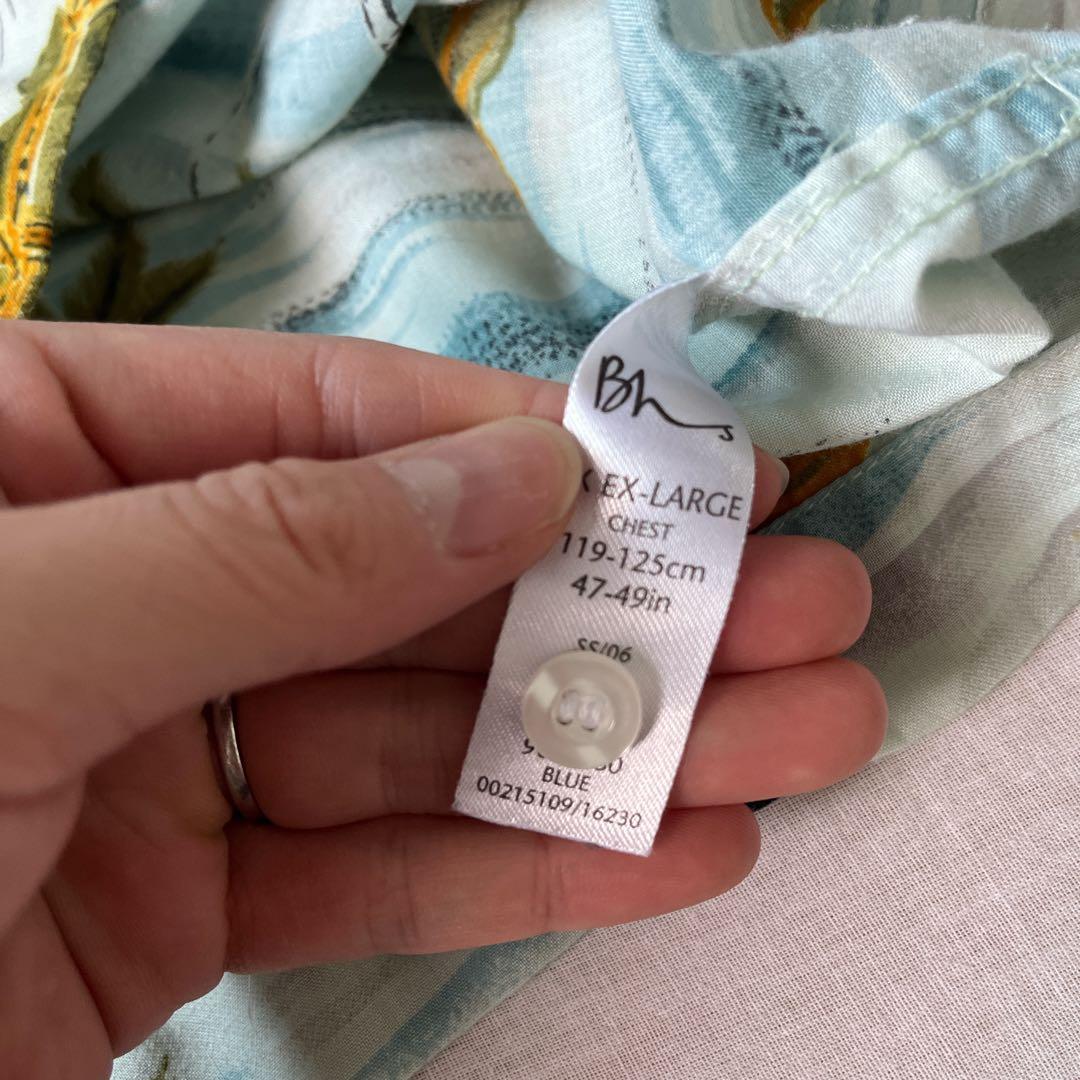 Bhs
EX-LARGE
CHEST
119-125cm
47-49in
SS/06
BLUE
00215109/16230